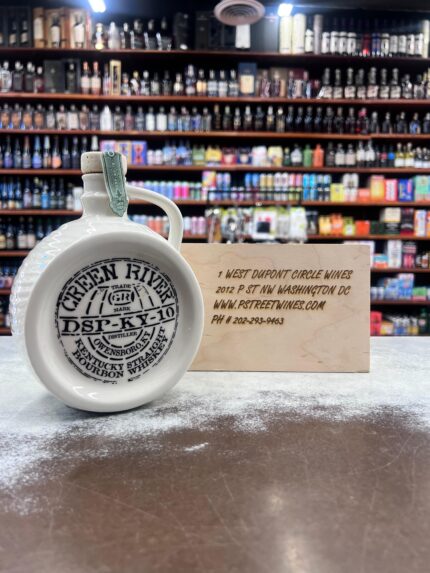 GREEN RIVER
TRADE
GR
MARK
DSP-KY-10
DISTILLER
OWENSBORO, KY
KENTUCKY STRAIGHT
BOURBON WHISKEY
1 WEST DUPONT CIRCLE WINES
2012 P ST NW WASHINGTON DC
WWW.PSTREETWINES.COM
PH # 202-293-9463